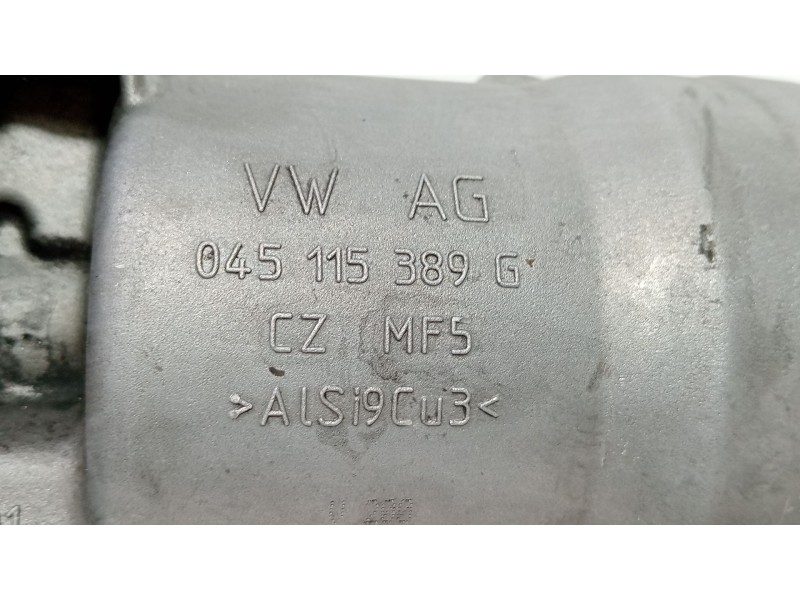 VW AG
045 115 389 G
CZ MF5
>AlSi9Cu3<